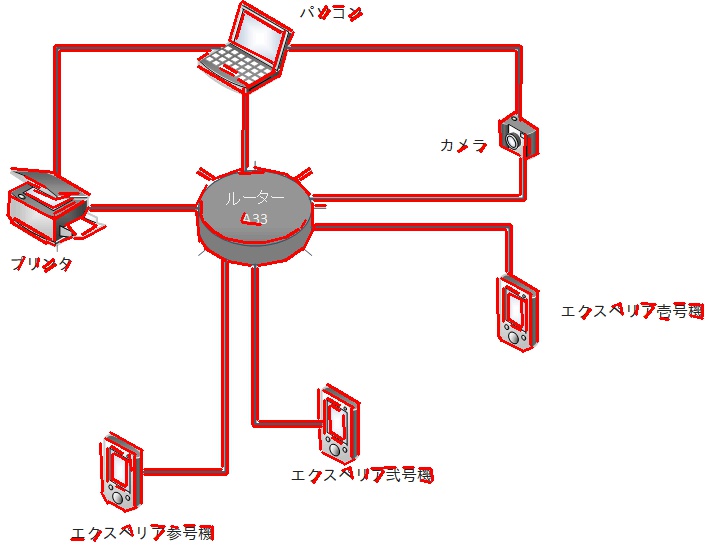 パソコン
カメラ
ルーター
A33
プリンタ
エクスペリア壱号機
エクスペリア弐号機
エクスペリア参号機